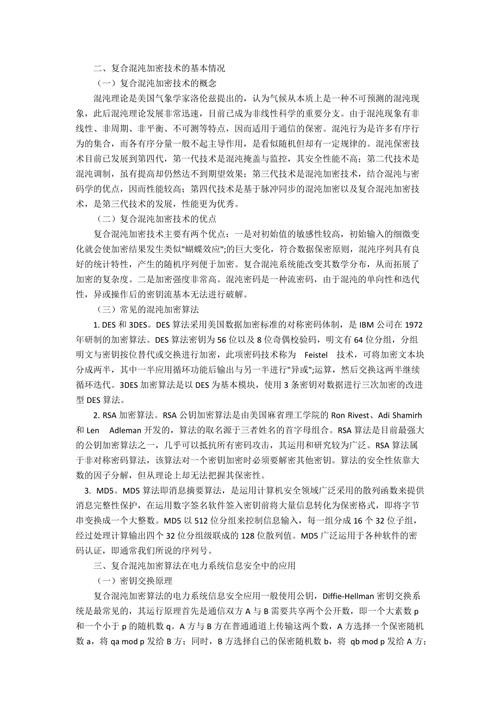 二、复合混沌加密技术的基本情况
（一）复合混沌加密技术的概念
混沌理论是美国气象学家洛伦兹提出的，认为气候从本质上是一种不可预测的混沌现
象，此后混沌理论发展非常迅速，目前已成为非线性科学的重要分支。由于混沌现象有非
线性、非周期、非平衡、不可测等特点，因而适用于通信的保密。混沌行为是许多有序行
为的集合，而各有序分量一般不起主导作用，是看似随机但却有一定规律的。混沌保密技
术目前已发展到第四代，第一代技术是混沌掩盖与监控，其安全性能不高；第二代技术是
混沌调制，虽有提高却仍然达不到期望效果；第三代技术是混沌加密技术，结合混沌与密
码学的优点，因而性能较高；第四代技术是基于脉冲同步的混沌加密以及复合混沌加密技
术，是第三代技术的发展，性能更为优秀。
（二）复合混沌加密技术的优点
复合混沌加密技术主要有两个优点：一是对初始值的敏感性较高，初始输入的细微变
化就会使加密结果发生类似"蝴蝶效应";的巨大变化，符合数据保密原则，混沌序列具有良
好的统计特性，产生的随机序列便于加密。复合混沌系统能改变其数学分布，从而拓展了
加密的复杂度。二是加密强度非常高。混沌密码是一种流密码，由于混沌的单向性和迭代
性，异或操作后的密钥流基本无法进行破解。
（三）常见的混沌加密算法
1. DES 和 3DES。DES 算法采用美国数据加密标准的对称密码体制，是 IBM 公司在 1972
年研制的加密算法。DES 算法密钥为 56 位以及 8 位奇偶校验码，明文有 64 位分组，分组
明文与密钥按位替代或交换进行加密，此项密码技术称为 Feistel 技术，可将加密文本块
分成两半，其中一半应用循环功能后输出与另一半进行"异或";运算，然后交换这两半继续
循环迭代。3DES 加密算法是以 DES 为基本模块，使用 3 条密钥对数据进行三次加密的改进
型 DES 算法。
2. RSA 加密算法。RSA 公钥加密算法是由美国麻省理工学院的 Ron Rivest、Adi Shamirh
和 Len Adleman 开发的，算法的取名源于三者姓名的首字母组合。RSA 算法是目前最强大
的公钥加密算法之一，几乎可以抵抗所有密码攻击，其运用和研究较为广泛。RSA 算法属
于非对称密码算法，该算法对一个密钥加密时必须要解密其他密钥。算法的安全性依靠大
数的因子分解，但从理论上却无法把握其保密性。
3. MD5。MD5 算法即消息摘要算法，是运用计算机安全领域广泛采用的散列函数来提供
消息完整性保护，在运用数字签名软件签入密钥前将大量信息转化为保密格式，即将字节
串变换成一个大整数。MD5 以 512 位分组来控制信息输入，每一组分成 16 个 32 位子组，
经过处理计算输出四个 32 位分组级联成的 128 位散列值。MD5 广泛运用于各种软件的密
码认证，即通常我们所说的序列号。
三、复合混沌加密算法在电力系统信息安全中的应用
（一）密钥交换原理
复合混沌加密算法的电力系统信息安全应用一般使用公钥，Diffie-Hellman 密钥交换系
统是最常见的，其运行原理首先是通信双方 A 与 B 需要共享两个公开数，即一个大素数 p
和一个小于 p 的随机数 q。A 方与 B 方在普通通道上传输这两个数，A 方选择一个保密随机
数 a，将 qa mod p 发给 B 方；同时，B 方选择自己的保密随机数 b，将 qb mod p 发给 A 方；